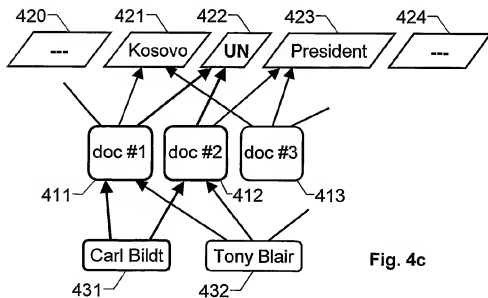 420 421 422 423 424
--- Kosovo UN President ---
doc #1 doc #2 doc #3
411 412 413
Carl Bildt Tony Blair
431 432
Fig. 4c